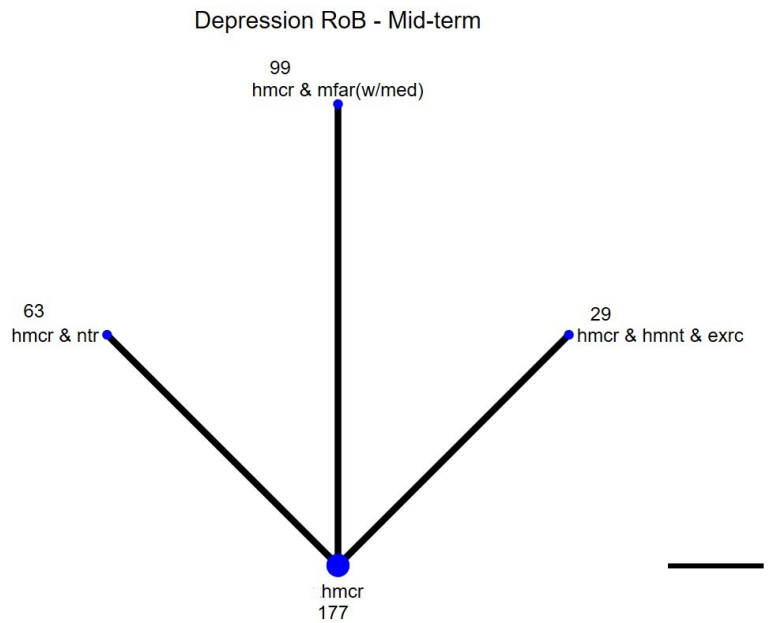 Depression RoB - Mid-term
99
hmcr & mfar(w/med)
63
hmcr & ntr
29
hmcr & hmnt & exrc
hmcr
177